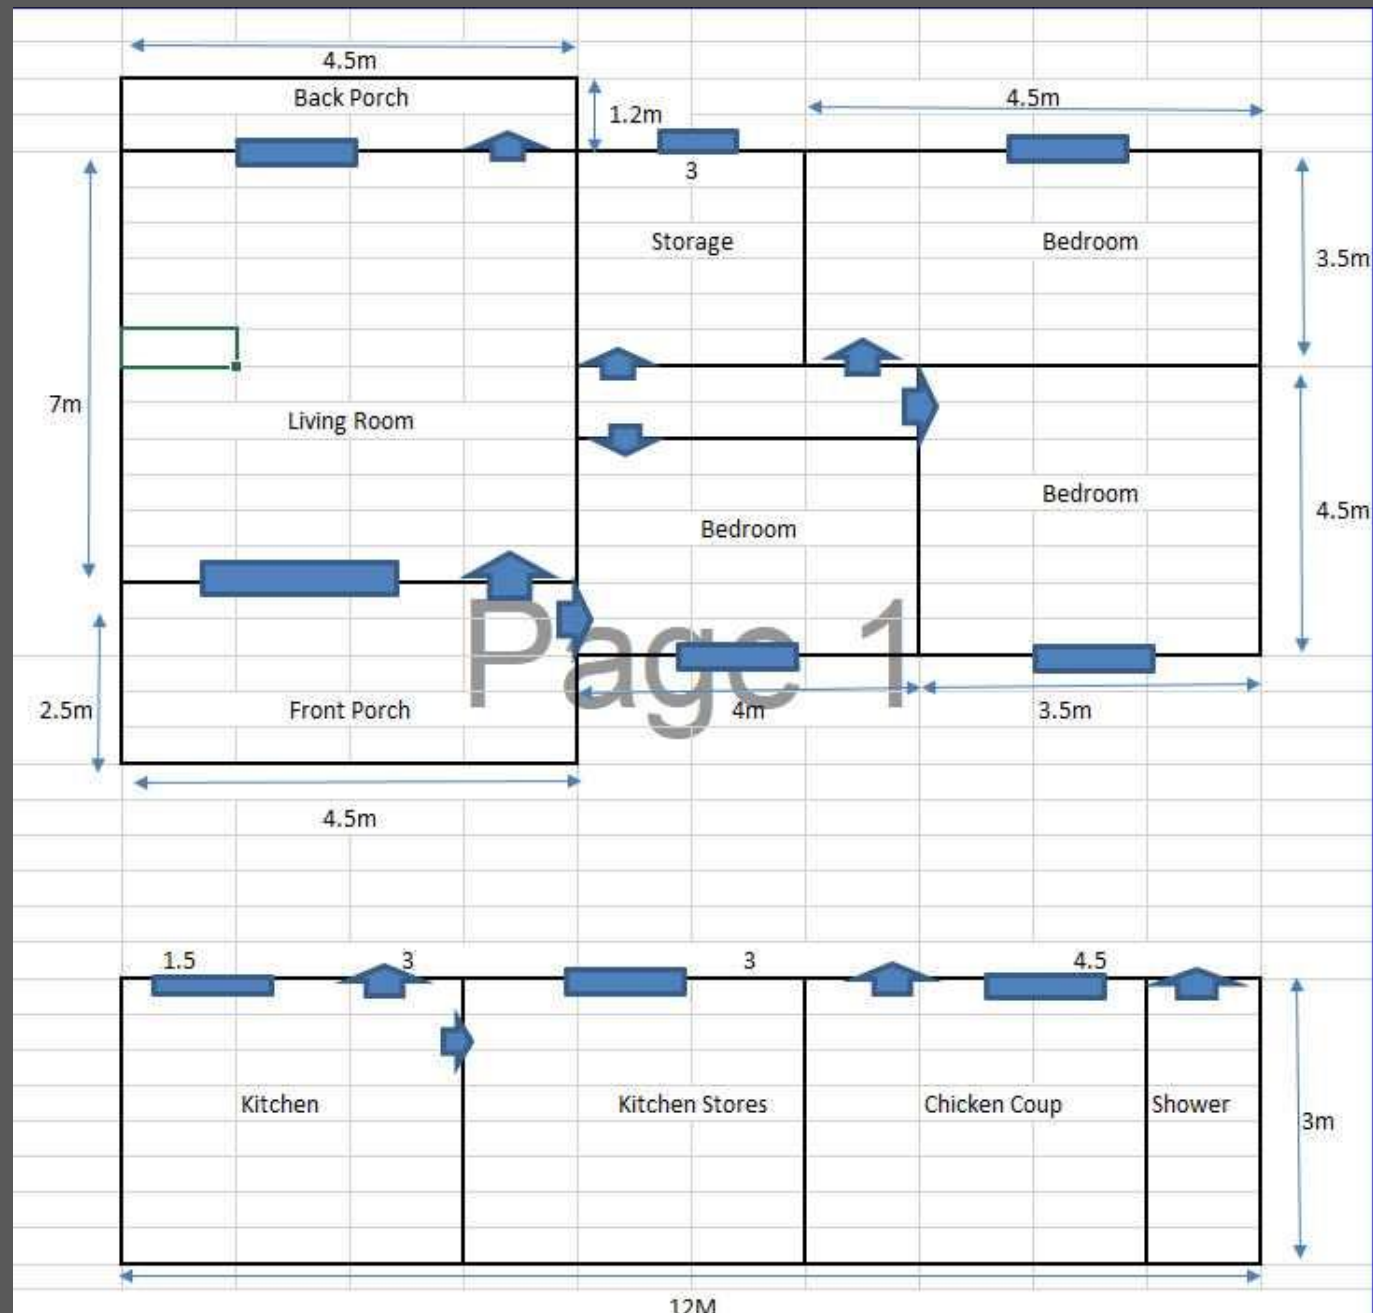 4.5m
Back Porch
1.2m
4.5m
3
Storage
Bedroom
3.5m
7m
Living Room
Bedroom
4.5m
Bedroom
Page 1
2.5m
Front Porch
4m
3.5m
4.5m
1.5
3
3
4.5
Kitchen
Kitchen Stores
Chicken Coup
Shower
3m
12M